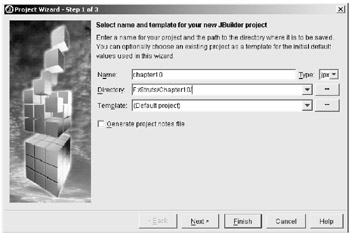 Project Wizard - Step 1 of 3
Select name and template for your new JBuilder project
Enter a name for your project and the path to the directory where it is to be saved.
You can optionally choose an existing project as a template for the initial default
values used in this wizard.
Name: chapter10 Type: jpx
Directory: F:/Struts/Chapter10/ ...
Template: (Default project) ...
Generate project notes file
< Back Next > Finish Cancel Help